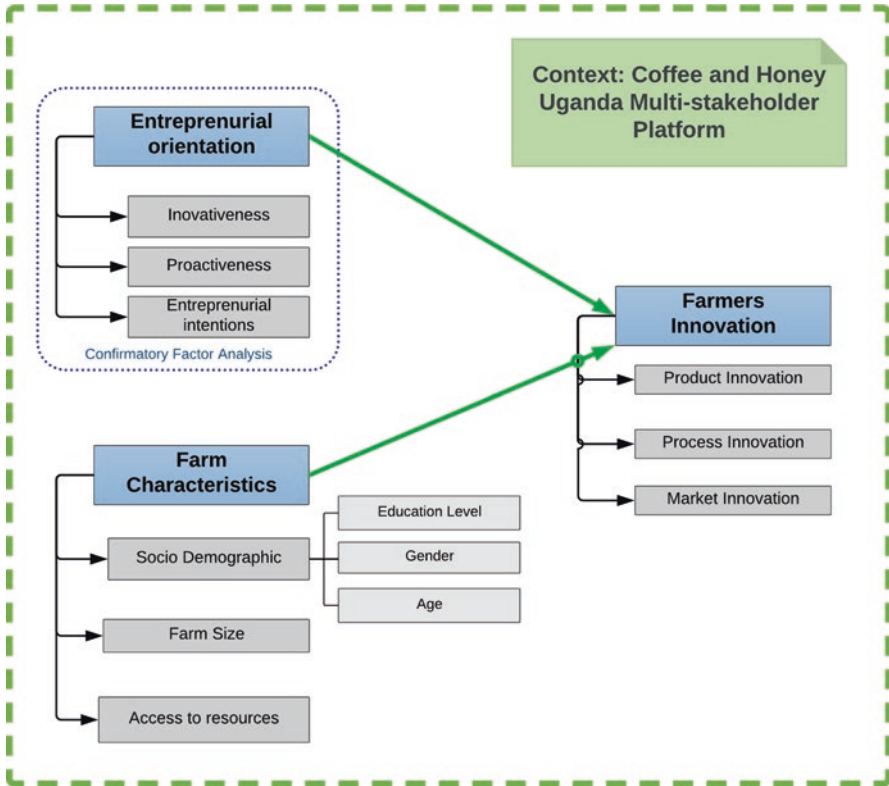 Context: Coffee and Honey
Uganda Multi-stakeholder
Platform
Entreprenurial
orientation
Inovativeness
Proactiveness
Entreprenurial
intentions
Confirmatory Factor Analysis
Farmers
Innovation
Product Innovation
Process Innovation
Market Innovation
Farm
Characteristics
Socio Demographic
Education Level
Gender
Age
Farm Size
Access to resources